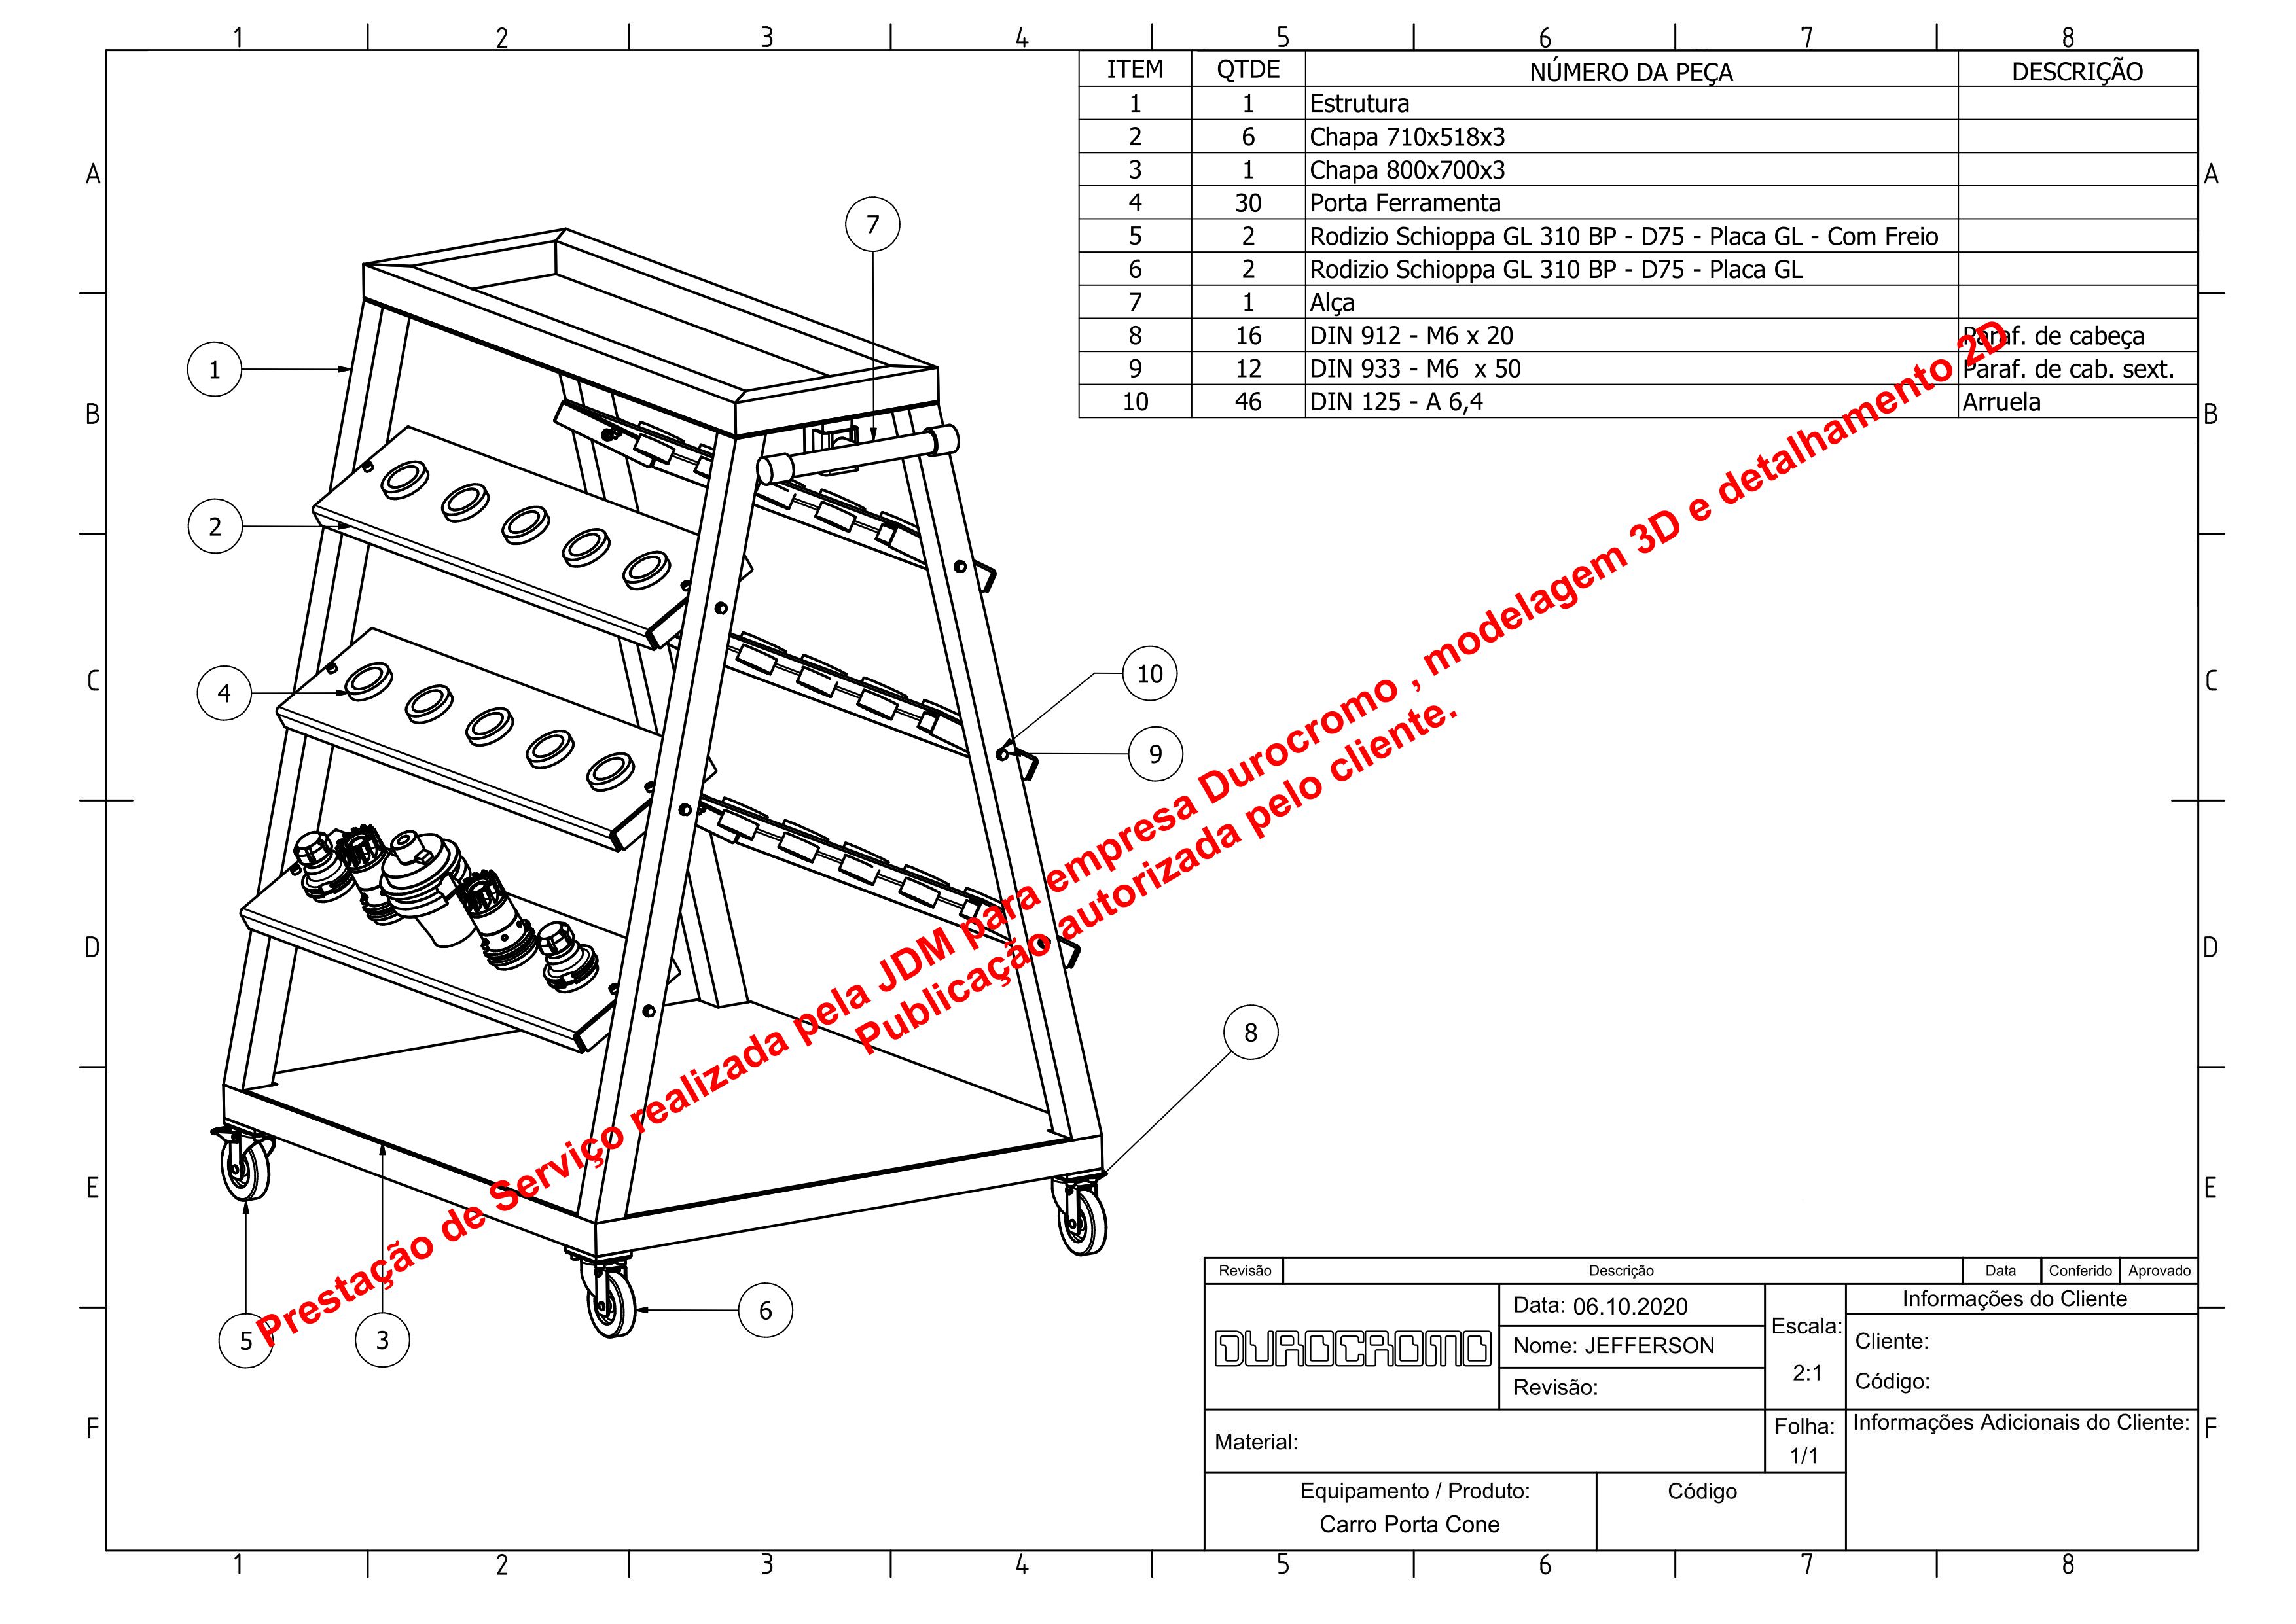 1 2 3 4 5 6 7 8
ITEM QTDE NÚMERO DA PEÇA DESCRIÇÃO
1 1 Estrutura
2 6 Chapa 710x518x3
3 1 Chapa 800x700x3
4 30 Porta Ferramenta
5 2 Rodizio Schioppa GL 310 BP - D75 - Placa GL - Com Freio
6 2 Rodizio Schioppa GL 310 BP - D75 - Placa GL
7 1 Alça
8 16 DIN 912 - M6 x 20 Paraf. de cabeça
9 12 DIN 933 - M6 x 50 Paraf. de cab. sext.
10 46 DIN 125 - A 6,4 Arruela
A A
B B
C C
D D
E E
F F
7
1
2
4
10
9
8
6
5
3
Prestação de Serviço realizada pela JDM para empresa Durocromo , modelagem 3D e detalhamento 2D
Publicação autorizada pelo cliente.
Revisão Descrição Data Conferido Aprovado
DUROCROMO
Data: 06.10.2020
Nome: JEFFERSON
Revisão:
Escala:
2:1
Informações do Cliente
Cliente:
Código:
Material:
Folha:
1/1
Informações Adicionais do Cliente:
Equipamento / Produto:
Carro Porta Cone
Código
1 2 3 4 5 6 7 8